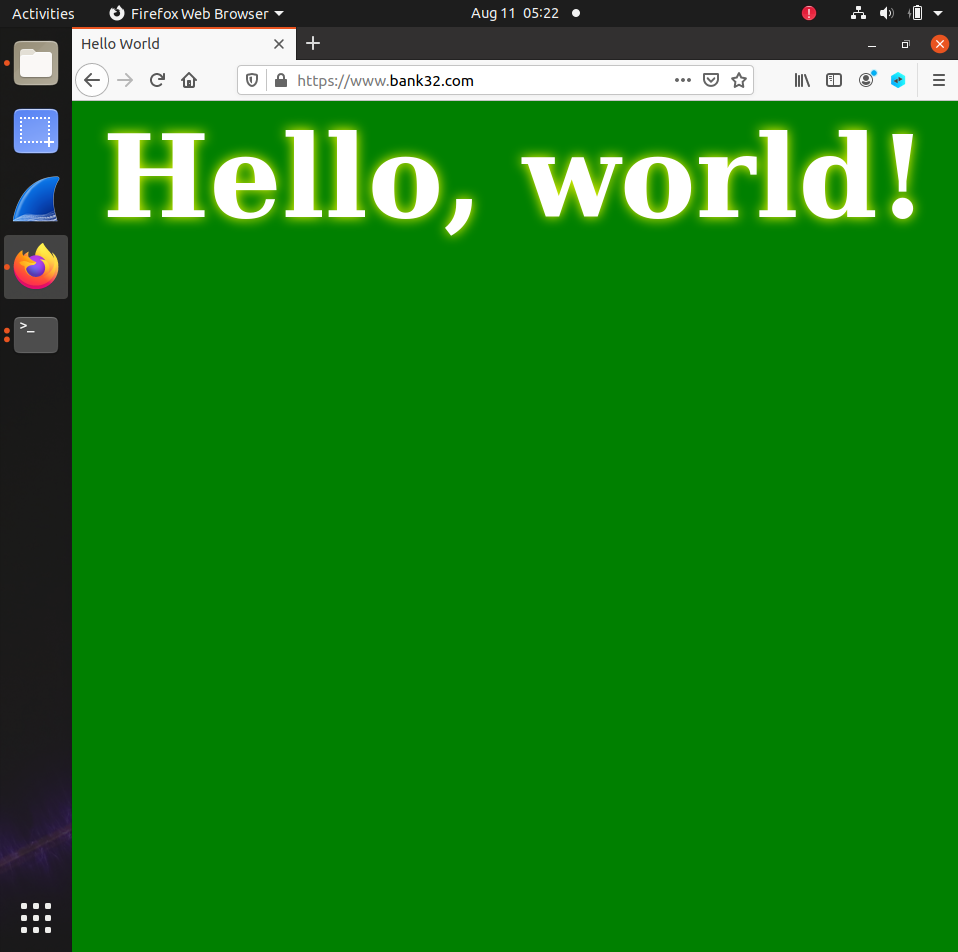 Activities Firefox Web Browser Aug 11 05:22
Hello World
https://www.bank32.com
Hello, world!
>_